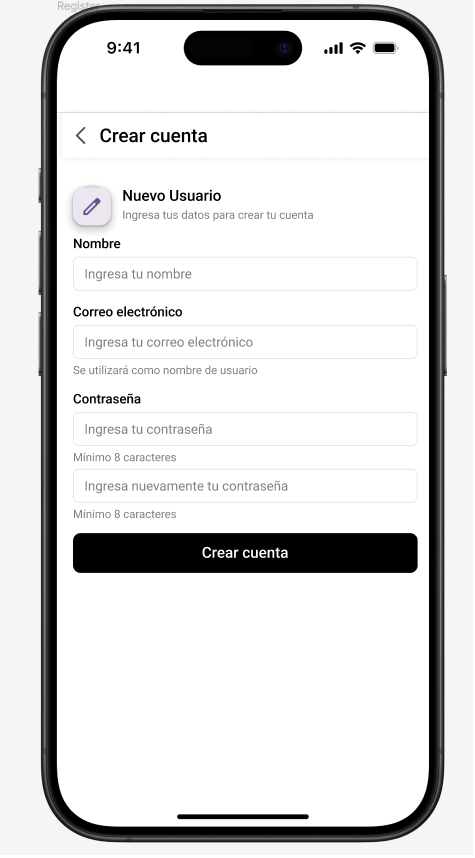 Register
9:41
Crear cuenta
Nuevo Usuario
Ingresa tus datos para crear tu cuenta
Nombre
Ingresa tu nombre
Correo electrónico
Ingresa tu correo electrónico
Se utilizará como nombre de usuario
Contraseña
Ingresa tu contraseña
Mínimo 8 caracteres
Ingresa nuevamente tu contraseña
Mínimo 8 caracteres
Crear cuenta